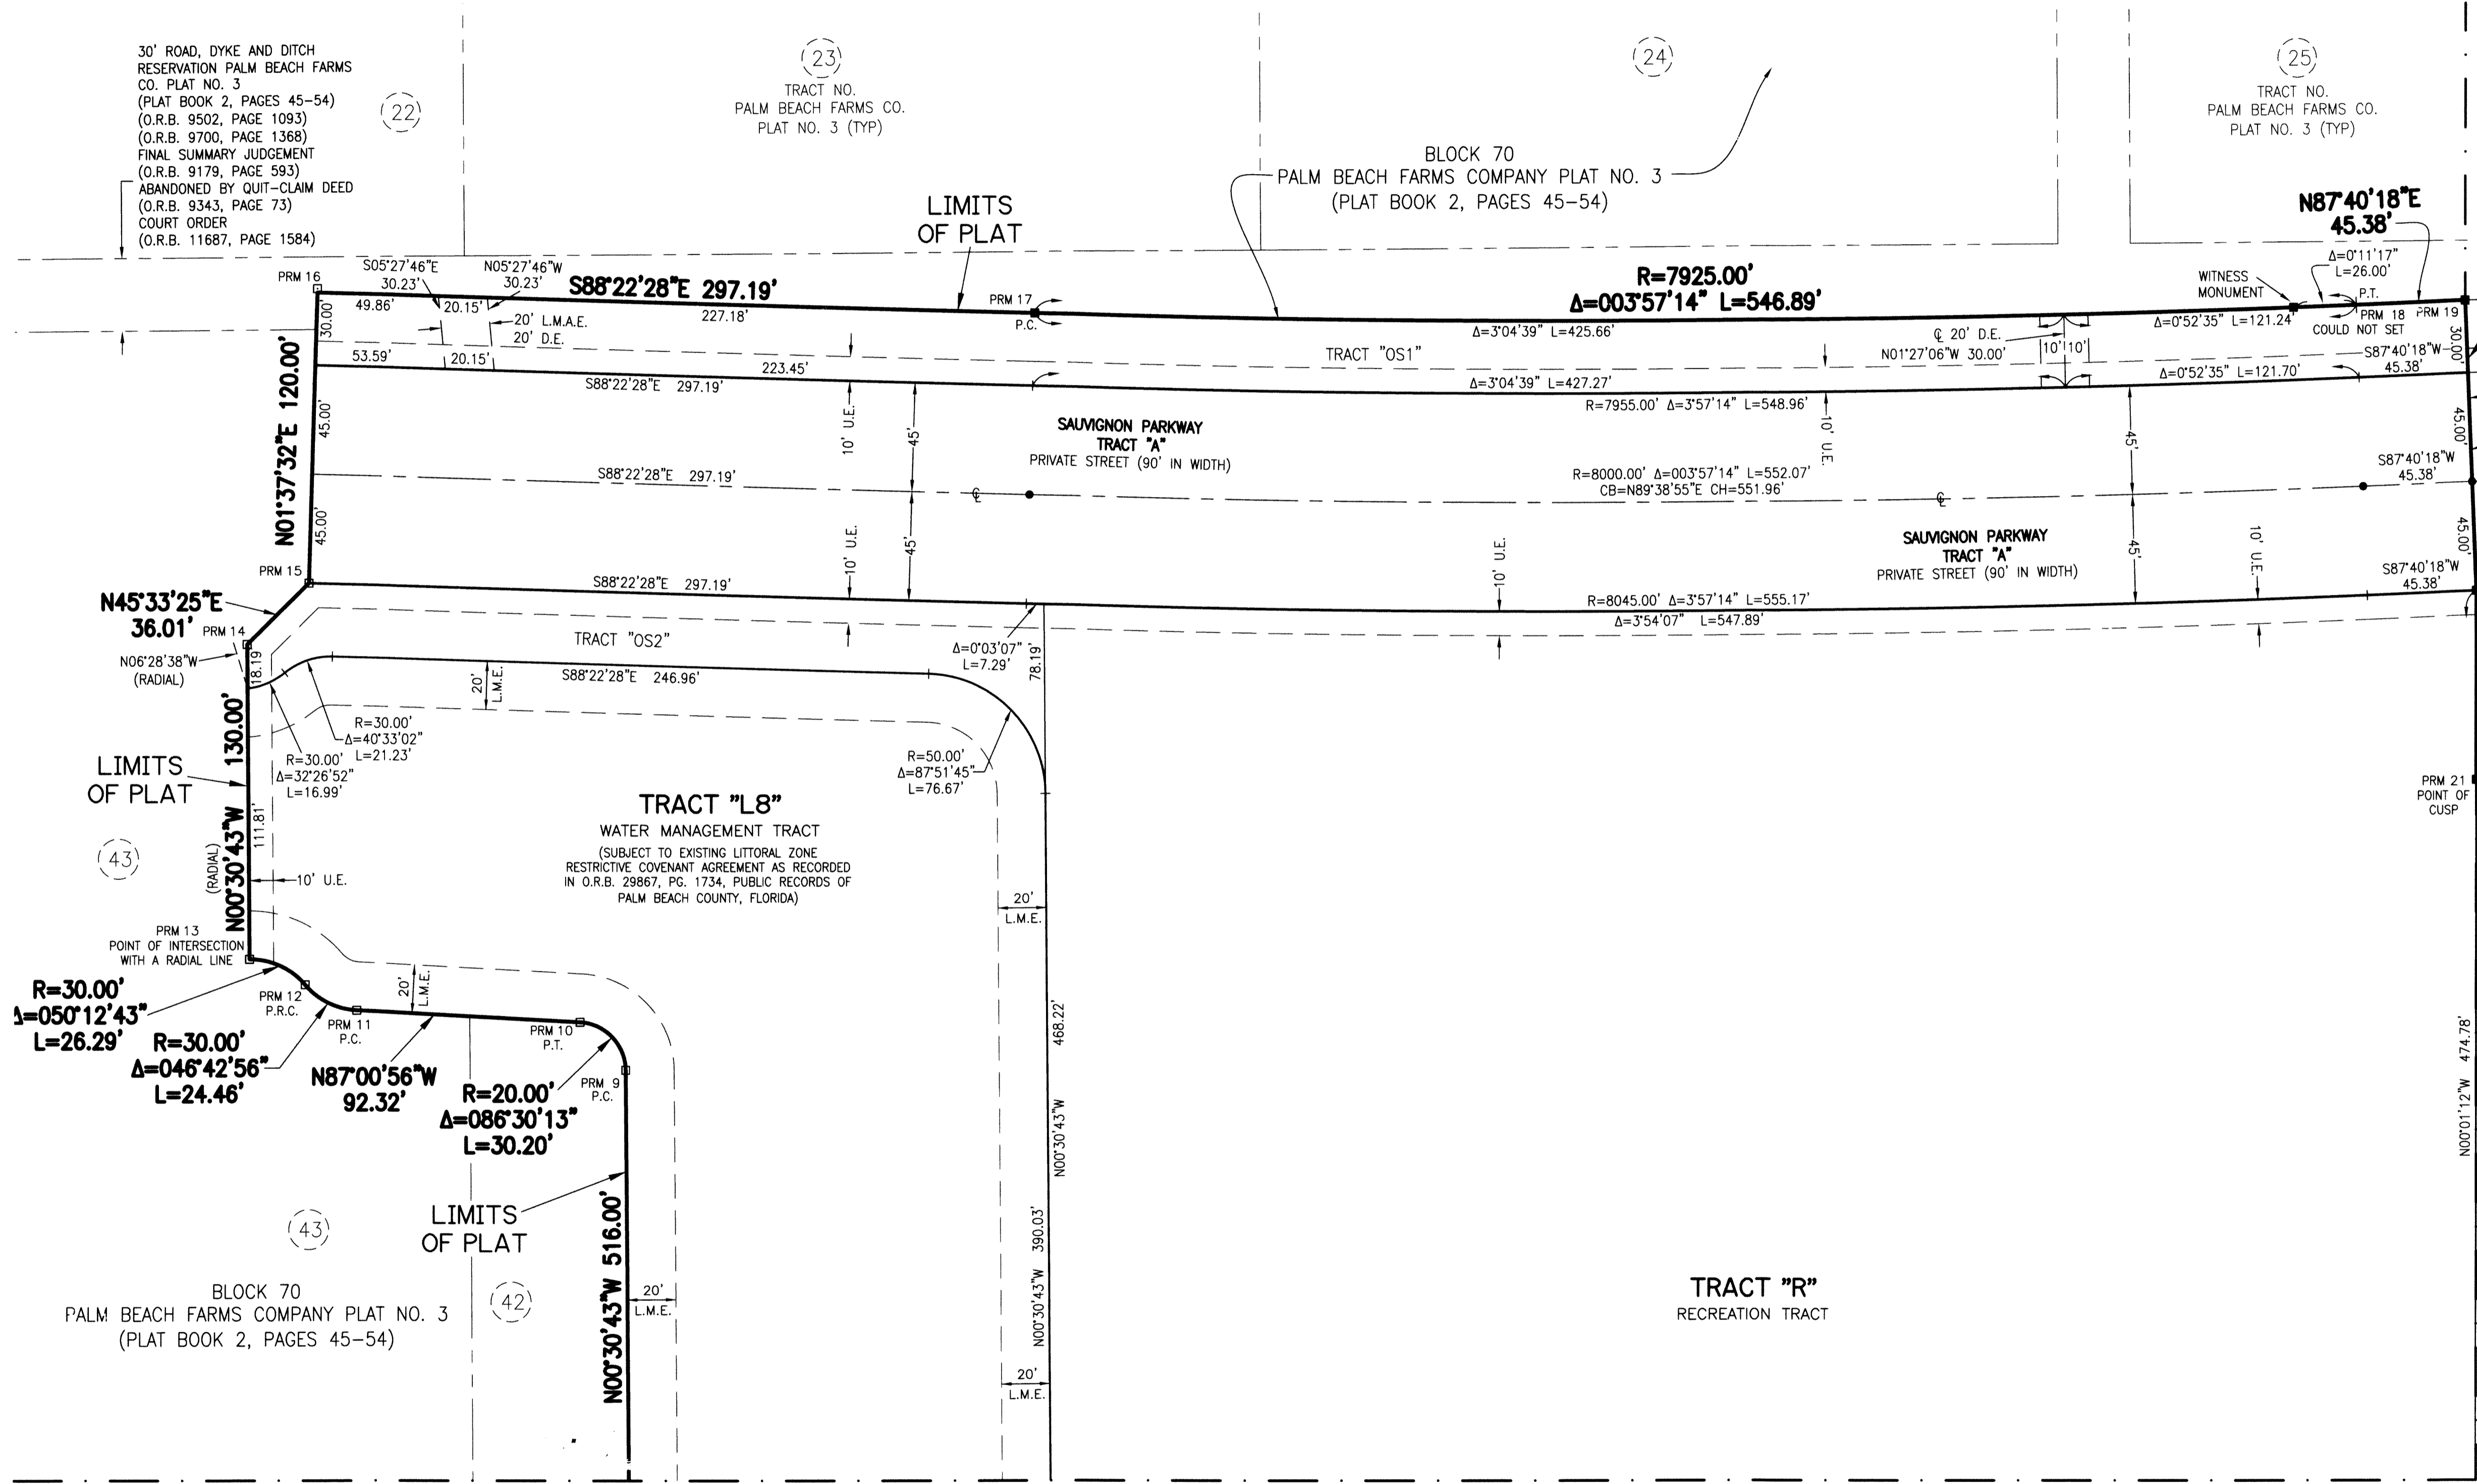 30' ROAD, DYKE AND DITCH
RESERVATION PALM BEACH FARMS
CO. PLAT NO. 3
(PLAT BOOK 2, PAGES 45-54)
(O.R.B. 9502, PAGE 1093)
(O.R.B. 9700, PAGE 1368)
FINAL SUMMARY JUDGEMENT
(O.R.B. 9179, PAGE 593)
ABANDONED BY QUIT-CLAIM DEED
(O.R.B. 9343, PAGE 73)
COURT ORDER
(O.R.B. 11687, PAGE 1584)
22
23
TRACT NO.
PALM BEACH FARMS CO.
PLAT NO. 3 (TYP)
24
25
TRACT NO.
PALM BEACH FARMS CO.
PLAT NO. 3 (TYP)
BLOCK 70
PALM BEACH FARMS COMPANY PLAT NO. 3
(PLAT BOOK 2, PAGES 45-54)
LIMITS
OF PLAT
N87°40'18"E
45.38'
Δ=0°11'17"
L=26.00'
WITNESS
MONUMENT
P.T.
PRM 18
COULD NOT SET
PRM 19
PRM 16
S05°27'46"E
30.23'
N05°27'46"W
30.23'
S88°22'28"E 297.19'
PRM 17
P.C.
R=7925.00'
Δ=003°57'14" L=546.89'
49.86'
20.15'
227.18'
20' L.M.A.E.
20' D.E.
Δ=3°04'39" L=425.66'
Δ=0°52'35" L=121.24'
℄ 20' D.E.
N01°27'06"W 30.00'
10'
10'
TRACT "OS1"
30.00'
30.00'
S87°40'18"W
45.38'
53.59'
20.15'
223.45'
S88°22'28"E 297.19'
Δ=3°04'39" L=427.27'
Δ=0°52'35" L=121.70'
R=7955.00' Δ=3°57'14" L=548.96'
N01°37'32"E 120.00'
45.00'
45.00'
10' U.E.
45'
SAUVIGNON PARKWAY
TRACT "A"
PRIVATE STREET (90' IN WIDTH)
10' U.E.
45'
45.00'
S88°22'28"E 297.19'
℄
R=8000.00' Δ=003°57'14" L=552.07'
CB=N89°38'55"E CH=551.96'
℄
S87°40'18"W
45.38'
10' U.E.
45'
10' U.E.
SAUVIGNON PARKWAY
TRACT "A"
PRIVATE STREET (90' IN WIDTH)
45'
10' U.E.
45.00'
S87°40'18"W
45.38'
PRM 15
S88°22'28"E 297.19'
R=8045.00' Δ=3°57'14" L=555.17'
Δ=3°54'07" L=547.89'
N45°33'25"E
36.01'
PRM 14
N06°28'38"W
(RADIAL)
18.19'
TRACT "OS2"
S88°22'28"E 246.96'
20'
L.M.E.
Δ=0°03'07"
L=7.29'
78.19'
R=30.00'
Δ=40°33'02"
L=21.23'
R=30.00'
Δ=32°26'52"
L=16.99'
R=50.00'
Δ=87°51'45"
L=76.67'
LIMITS
OF PLAT
N00°30'43"W 130.00'
(RADIAL)
111.81'
10' U.E.
43
TRACT "L8"
WATER MANAGEMENT TRACT
(SUBJECT TO EXISTING LITTORAL ZONE
RESTRICTIVE COVENANT AGREEMENT AS RECORDED
IN O.R.B. 29867, PG. 1734, PUBLIC RECORDS OF
PALM BEACH COUNTY, FLORIDA)
20'
L.M.E.
PRM 21
POINT OF
CUSP
PRM 13
POINT OF INTERSECTION
WITH A RADIAL LINE
R=30.00'
Δ=050°12'43"
L=26.29'
PRM 12
P.R.C.
R=30.00'
Δ=046°42'56"
L=24.46'
PRM 11
P.C.
20'
L.M.E.
N87°00'56"W
92.32'
PRM 10
P.T.
R=20.00'
Δ=086°30'13"
L=30.20'
PRM 9
P.C.
N00°30'43"W 468.22'
N00°01'12"W 474.78'
LIMITS
OF PLAT
N00°30'43"W 516.00'
43
42
BLOCK 70
PALM BEACH FARMS COMPANY PLAT NO. 3
(PLAT BOOK 2, PAGES 45-54)
20'
L.M.E.
N00°30'43"W 390.03'
20'
L.M.E.
TRACT "R"
RECREATION TRACT